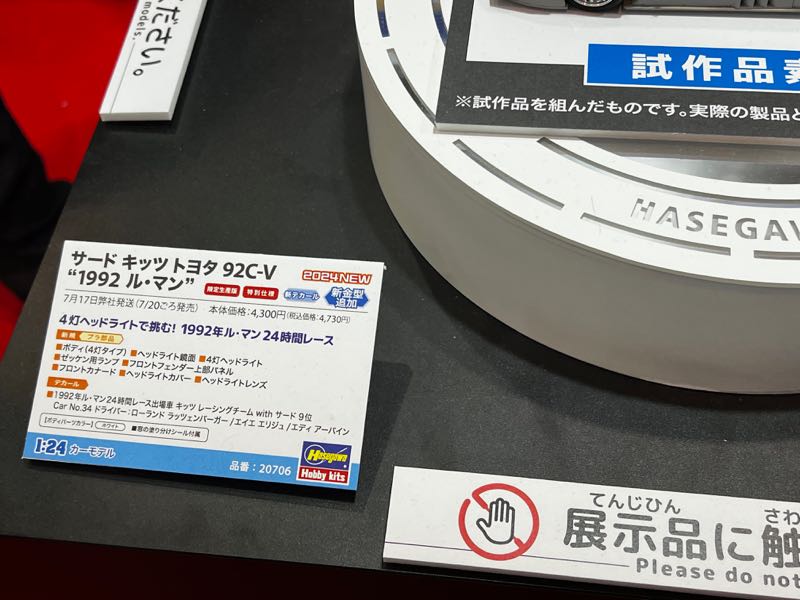 ださい。
models.
試作品
※試作品を組んだものです。実際の製品と
HASEGAW
サード キッツ トヨタ 92C-V
“1992 ル・マン”
2024 NEW
限定生産版 特別仕様 新デカール 新金型追加
7月17日弊社発送(7/20ごろ発売) 本体価格:4,300円(税込価格:4,730円)
4灯ヘッドライトで挑む! 1992年ル・マン24時間レース
新規 プラ部品
■ボディ(4灯タイプ) ■ヘッドライト鏡面 ■4灯ヘッドライト
■ゼッケン用ランプ ■フロントフェンダー上部パネル
■フロントカナード ■ヘッドライトカバー ■ヘッドライトレンズ
デカール
■1992年ル・マン24時間レース出場車 キッツ レーシングチーム with サード 9位
Car No.34 ドライバー:ローランド ラッツェンバーガー/エイエ エリジュ/エディ アーバイン
【ボディパーツカラー】 ホワイト ■窓の塗り分けシール付属
1:24 カーモデル
品番:20706
Hasegawa
Hobby kits
てんじひん さわ
展示品に触
Please do not